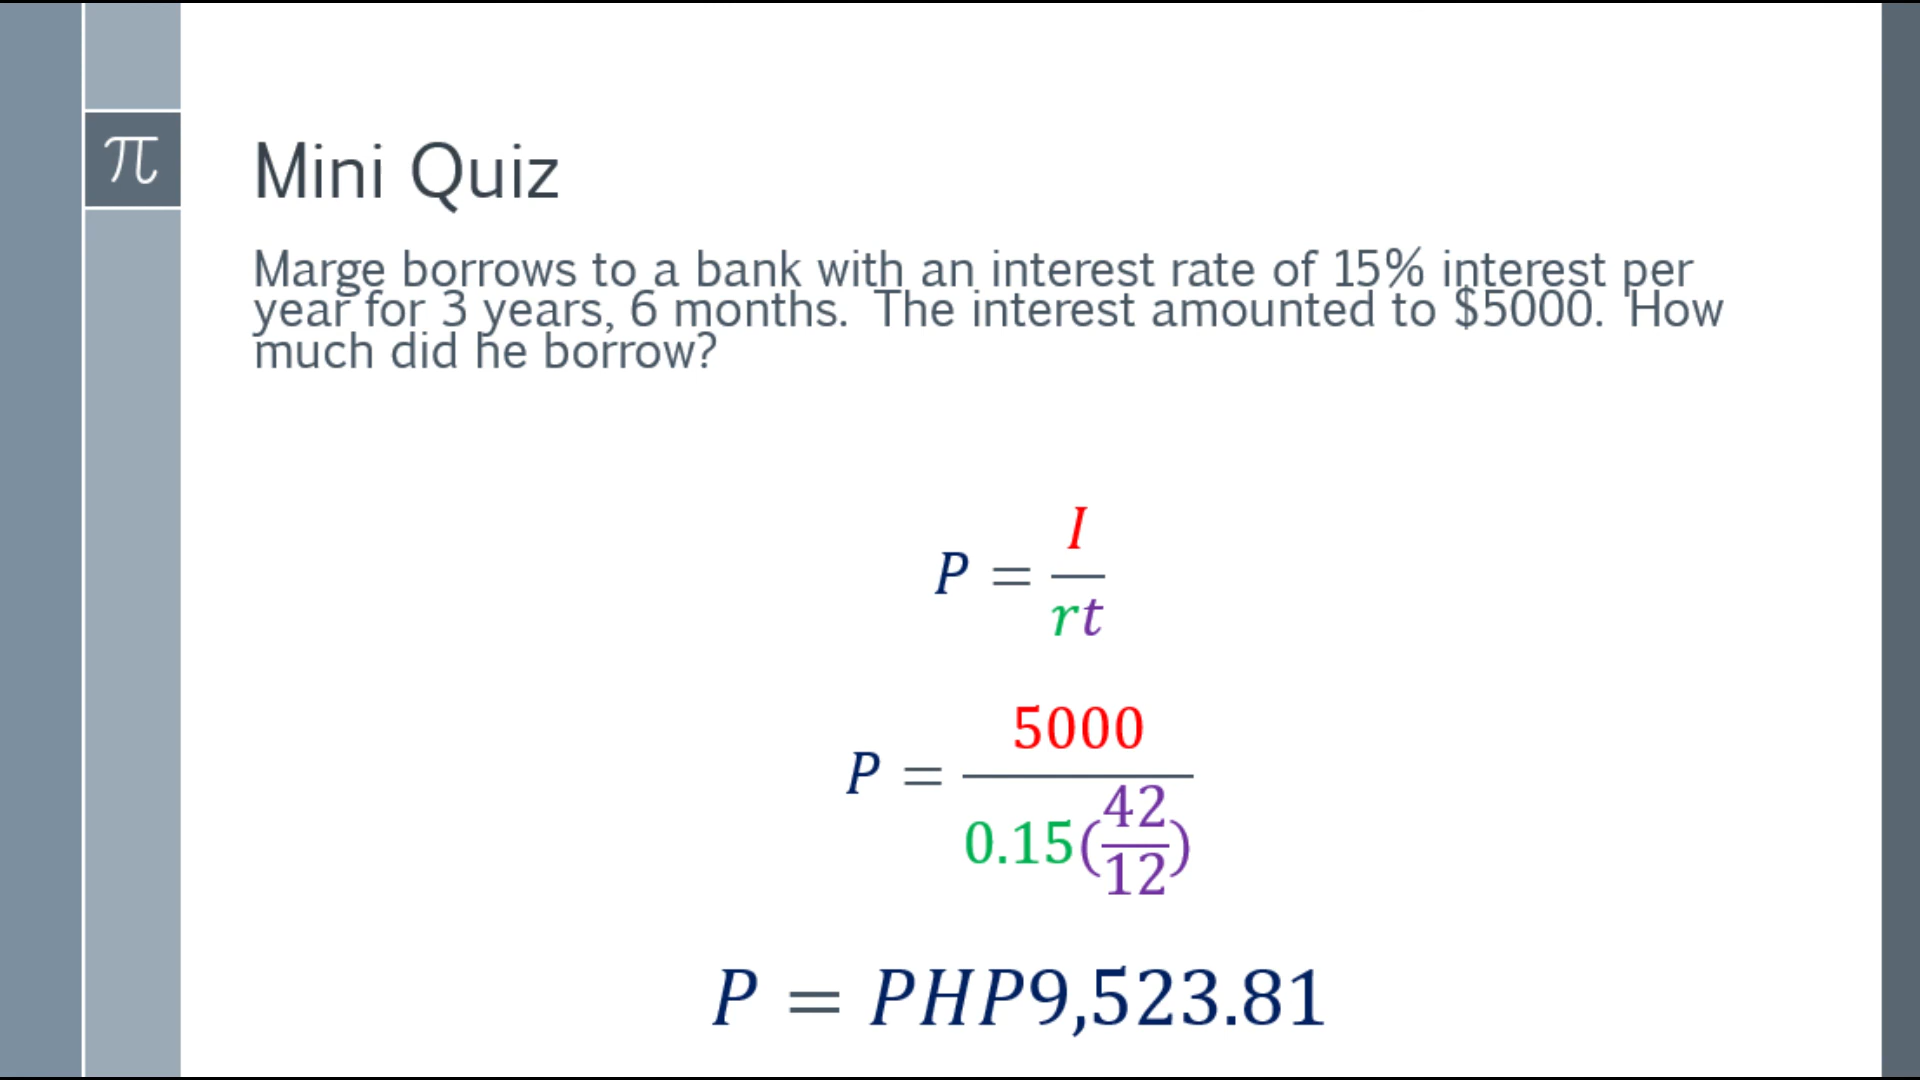 π
Mini Quiz
Marge borrows to a bank with an interest rate of 15% interest per
year for 3 years, 6 months. The interest amounted to $5000. How
much did he borrow?
P = I / rt
P = 5000 / 0.15(42/12)
P = PHP9,523.81